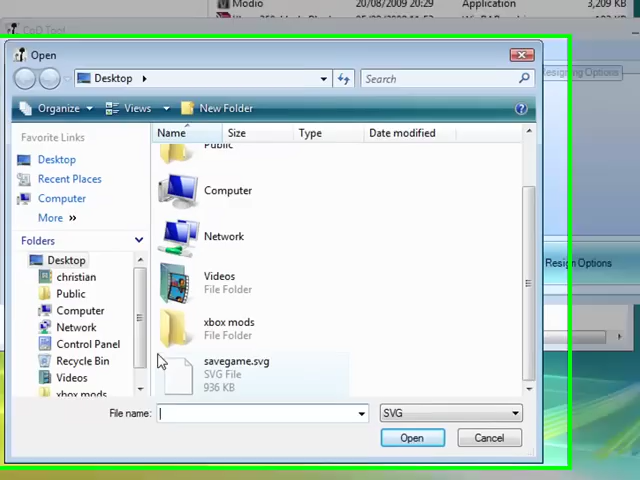 Modio 20/08/2009 20:29 Application 3,209 KB
CoD Tool
Open
Resigning Options
Desktop
Search
Organize Views New Folder
Favorite Links
Name Size Type Date modified
Public
Desktop
Recent Places
Computer
More »
Computer
Network
Folders
Desktop
christian
Public
Computer
Network
Control Panel
Recycle Bin
Videos
xbox mods
Videos
File Folder
xbox mods
File Folder
savegame.svg
SVG File
936 KB
Resign Options
File name: SVG
Open Cancel